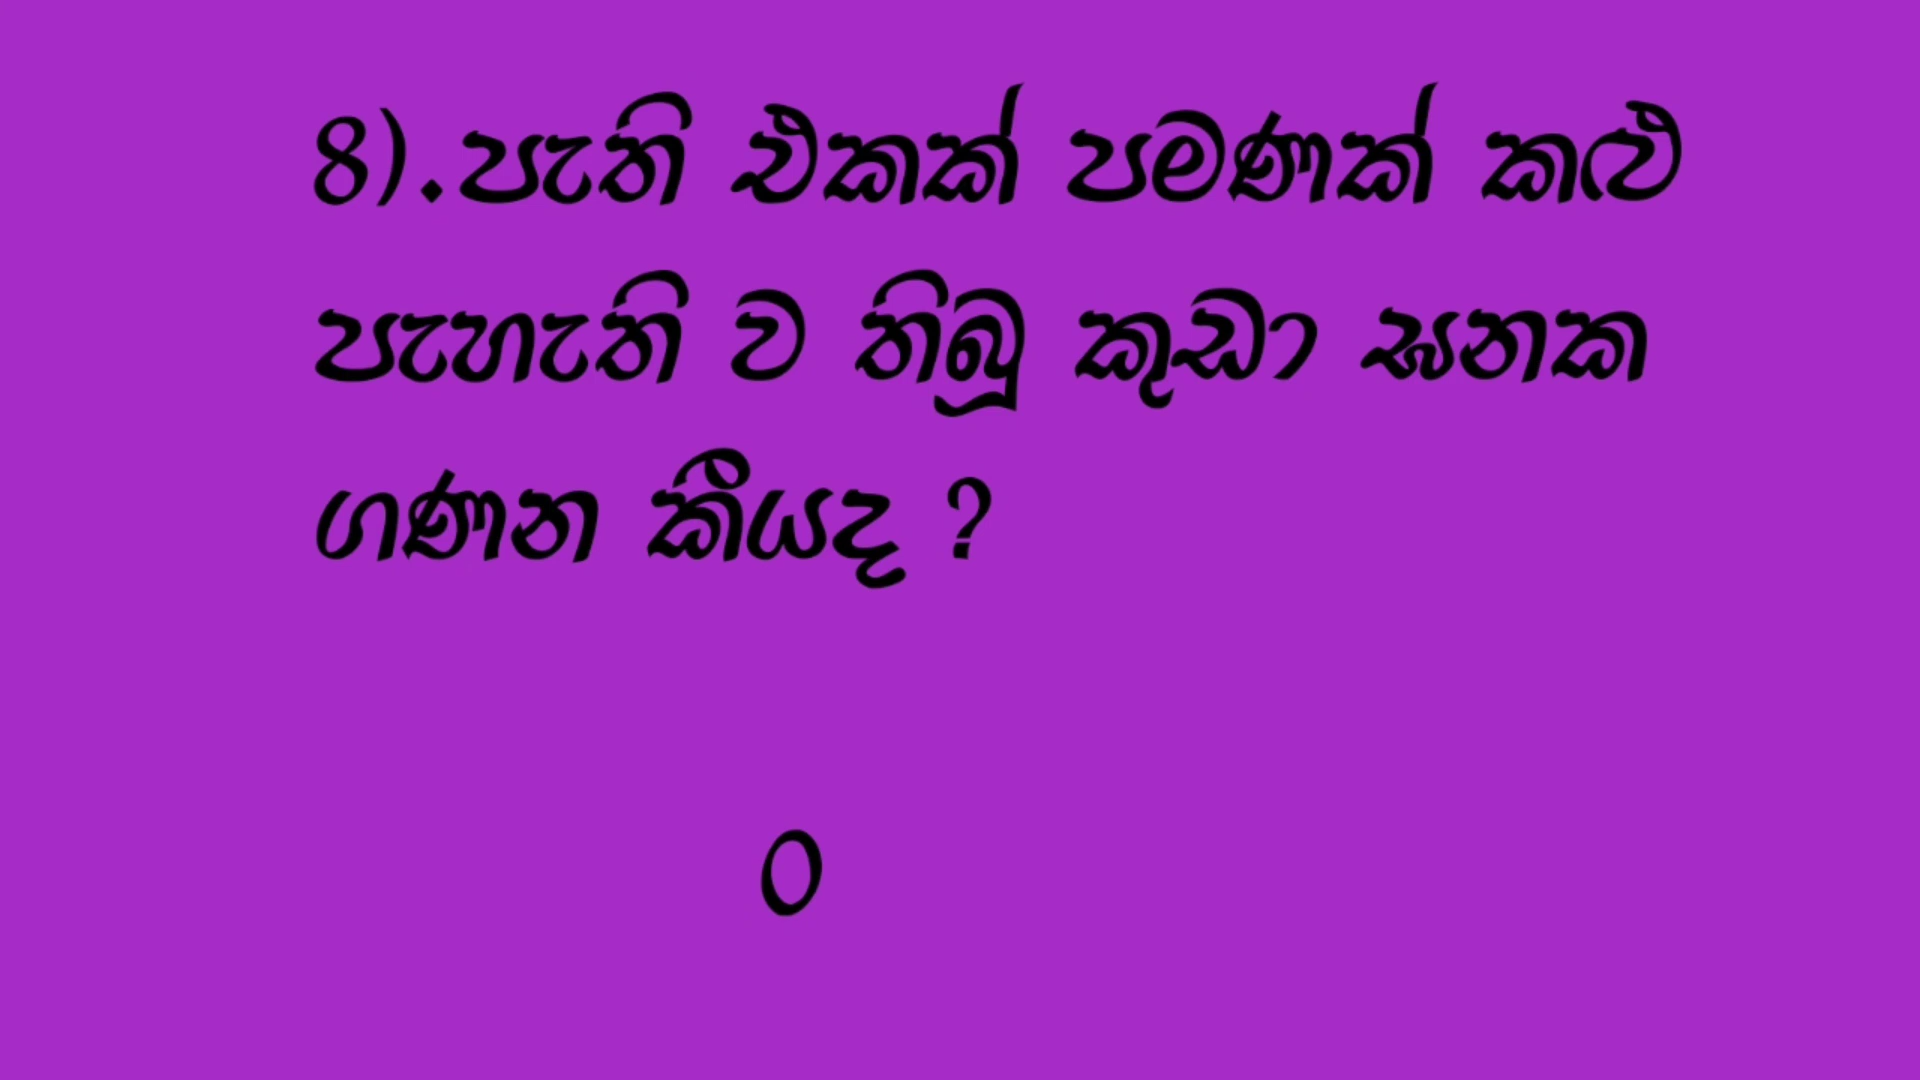 8).පැති එකක් පමණක් කළු
පැහැති ව තිබූ කුඩා ඝනක
ගණන කීයද ?
0